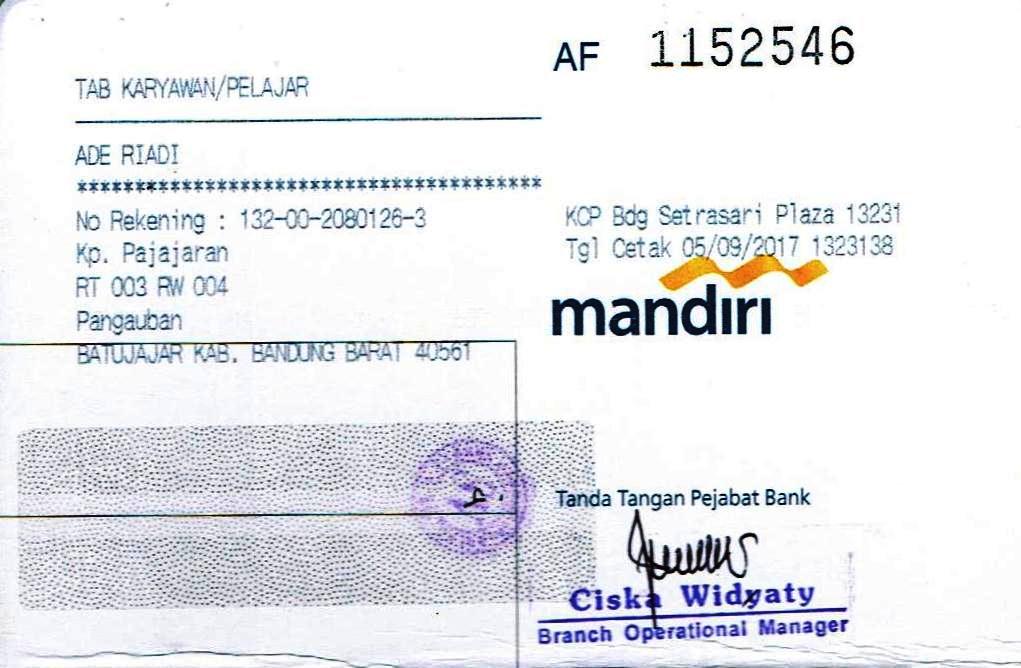 AF 1152546
TAB KARYAWAN/PELAJAR
ADE RIADI
****************************************
No Rekening : 132-00-2080126-3
Kp. Pajajaran
RT 003 RW 004
Pangauban
BATUJAJAR KAB. BANDUNG BARAT 40561
KCP Bdg Setrasari Plaza 13231
Tgl Cetak 05/09/2017 1323138
mandiri
Tanda Tangan Pejabat Bank
Ciska Widyaty
Branch Operational Manager